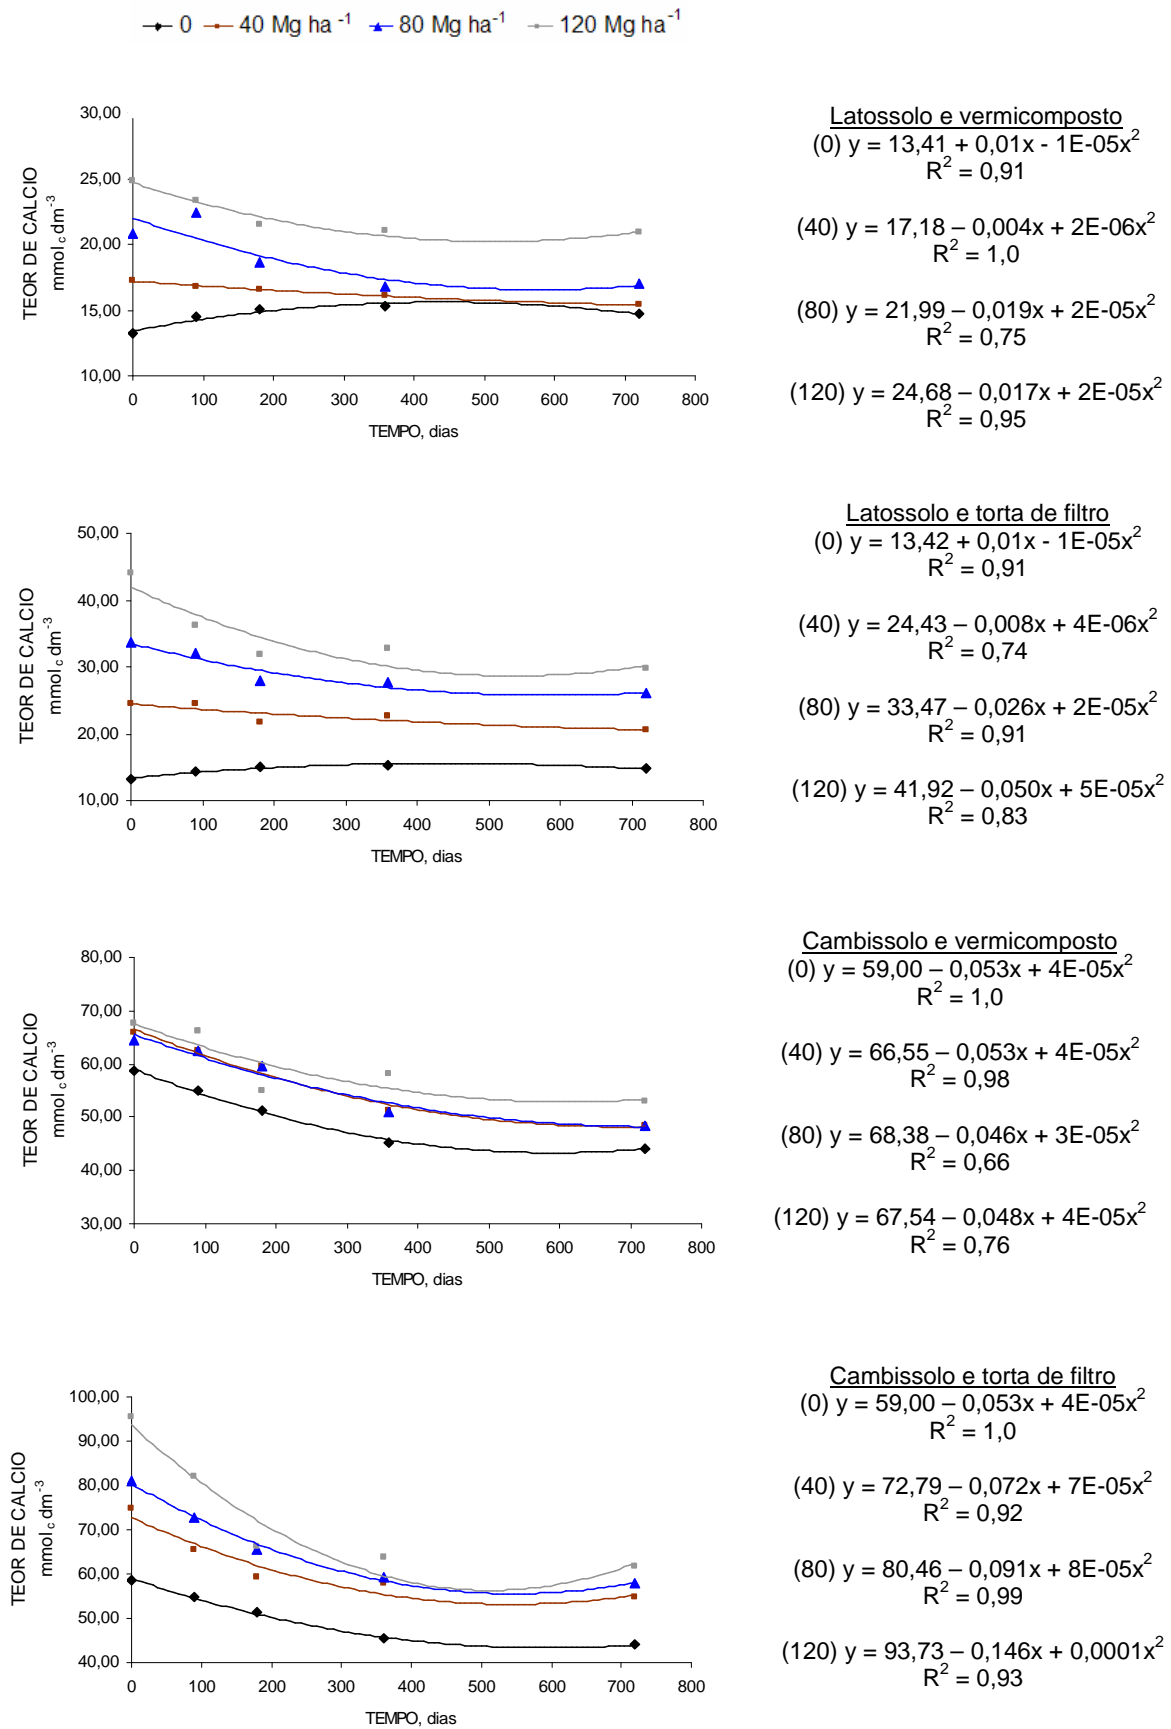 0 40 Mg ha -1 80 Mg ha-1 120 Mg ha-1
TEOR DE CALCIO
mmolc dm-3
30,00
25,00
20,00
15,00
10,00
0 100 200 300 400 500 600 700 800
TEMPO, dias
Latossolo e vermicomposto
(0) y = 13,41 + 0,01x - 1E-05x2
R2 = 0,91
(40) y = 17,18 – 0,004x + 2E-06x2
R2 = 1,0
(80) y = 21,99 – 0,019x + 2E-05x2
R2 = 0,75
(120) y = 24,68 – 0,017x + 2E-05x2
R2 = 0,95
TEOR DE CALCIO
mmolc dm-3
50,00
40,00
30,00
20,00
10,00
0 100 200 300 400 500 600 700 800
TEMPO, dias
Latossolo e torta de filtro
(0) y = 13,42 + 0,01x - 1E-05x2
R2 = 0,91
(40) y = 24,43 – 0,008x + 4E-06x2
R2 = 0,74
(80) y = 33,47 – 0,026x + 2E-05x2
R2 = 0,91
(120) y = 41,92 – 0,050x + 5E-05x2
R2 = 0,83
TEOR DE CALCIO
mmolc dm-3
80,00
70,00
60,00
50,00
40,00
30,00
0 100 200 300 400 500 600 700 800
TEMPO, dias
Cambissolo e vermicomposto
(0) y = 59,00 – 0,053x + 4E-05x2
R2 = 1,0
(40) y = 66,55 – 0,053x + 4E-05x2
R2 = 0,98
(80) y = 68,38 – 0,046x + 3E-05x2
R2 = 0,66
(120) y = 67,54 – 0,048x + 4E-05x2
R2 = 0,76
TEOR DE CALCIO
mmolc dm-3
100,00
90,00
80,00
70,00
60,00
50,00
40,00
0 100 200 300 400 500 600 700 800
TEMPO, dias
Cambissolo e torta de filtro
(0) y = 59,00 – 0,053x + 4E-05x2
R2 = 1,0
(40) y = 72,79 – 0,072x + 7E-05x2
R2 = 0,92
(80) y = 80,46 – 0,091x + 8E-05x2
R2 = 0,99
(120) y = 93,73 – 0,146x + 0,0001x2
R2 = 0,93